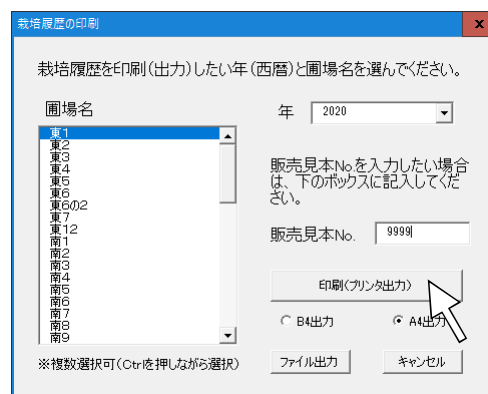 栽培履歴の印刷
x
栽培履歴を印刷(出力)したい年(西暦)と圃場名を選んでください。
圃場名
年 2020
東1
東2
東3
東4
東5
東6
東6の2
東7
東12
南1
南2
南3
南4
南5
南6
南7
南8
南9
販売見本No.を入力したい場合
は、下のボックスに記入してくだ
さい。
販売見本No. 9999
印刷(プリンタ出力)
B4出力 A4出力
※複数選択可(Ctrlを押しながら選択)
ファイル出力 キャンセル